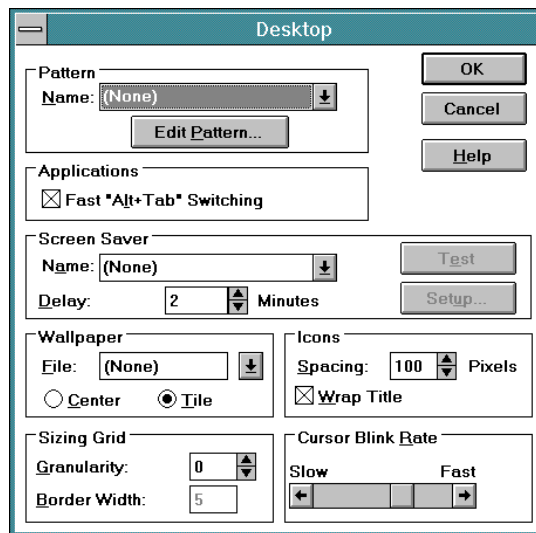 Desktop
Pattern
Name: (None)
Edit Pattern...
OK
Cancel
Help
Applications
Fast "Alt+Tab" Switching
Screen Saver
Name: (None)
Delay: 2 Minutes
Test
Setup...
Wallpaper
File: (None)
Center Tile
Icons
Spacing: 100 Pixels
Wrap Title
Sizing Grid
Granularity: 0
Border Width: 5
Cursor Blink Rate
Slow Fast